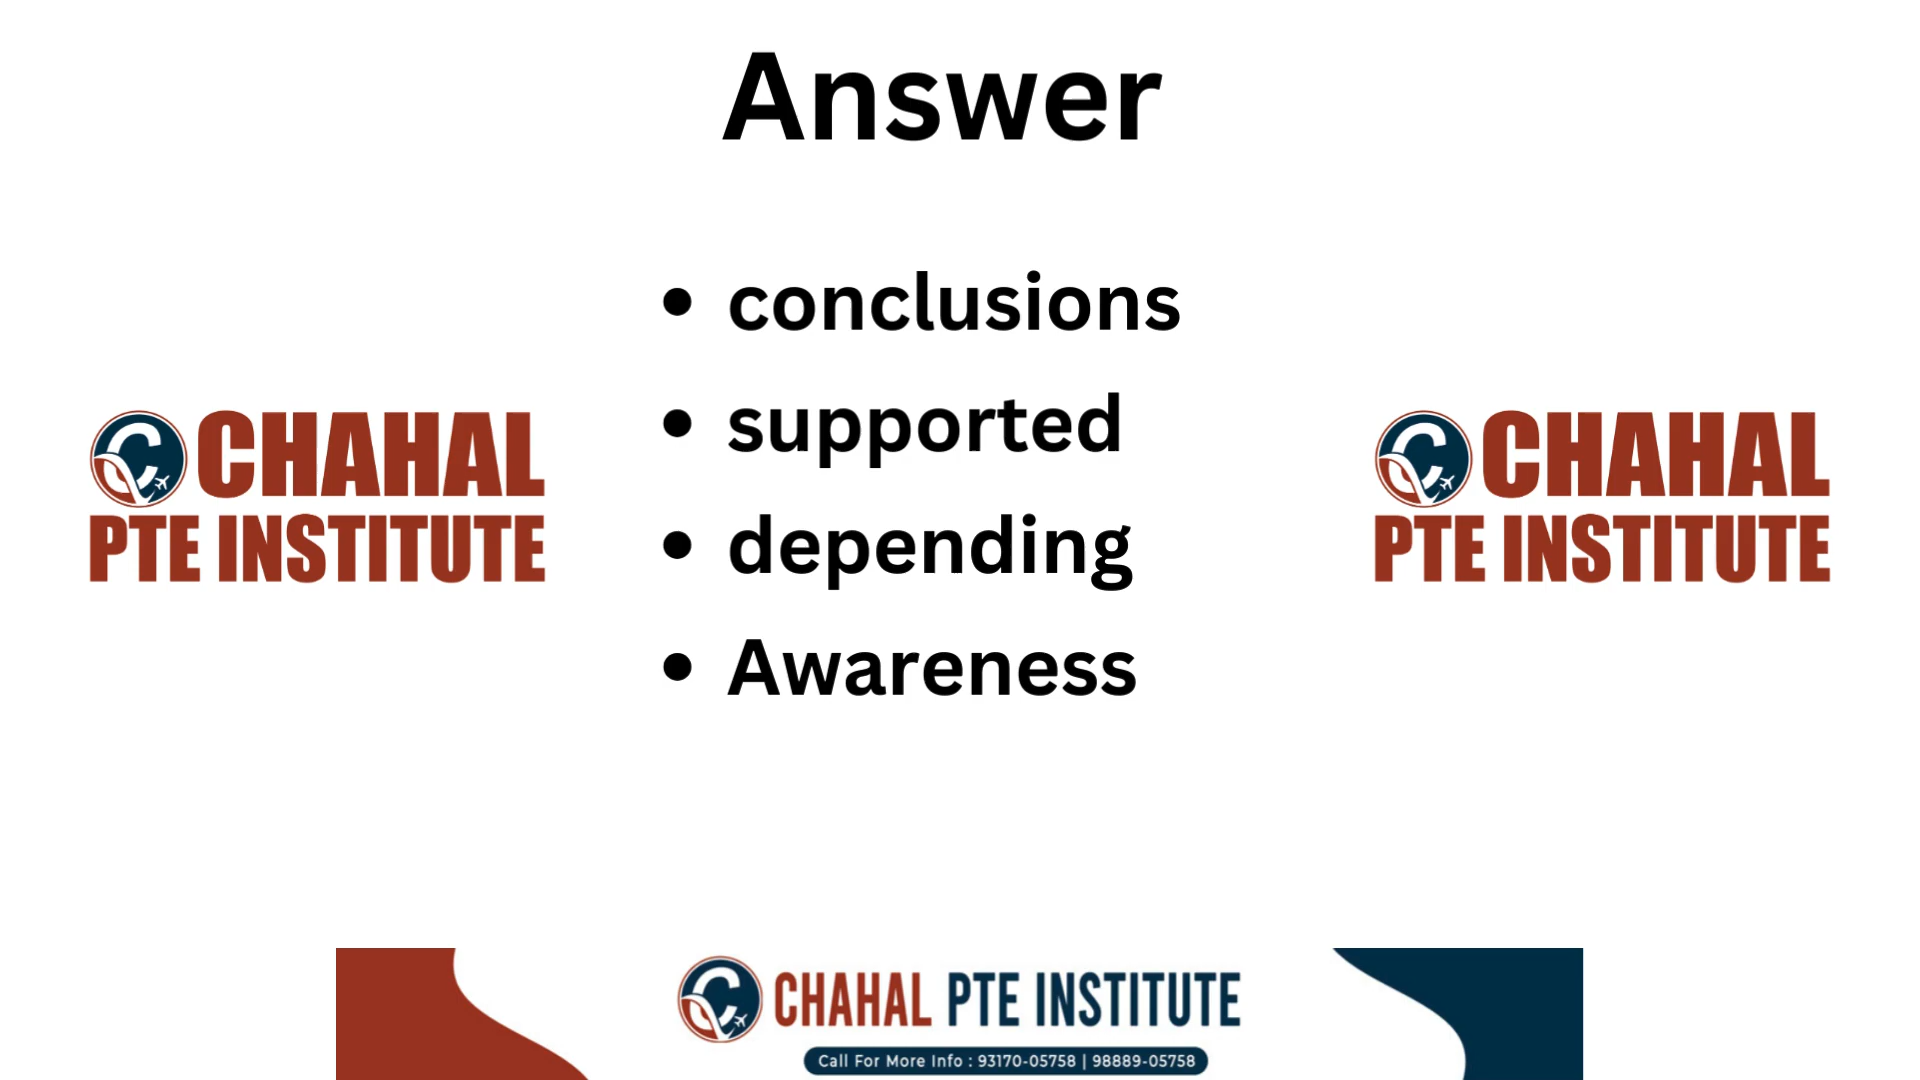 Answer
• conclusions
• supported
• depending
• Awareness
CHAHAL
PTE INSTITUTE
CHAHAL
PTE INSTITUTE
CHAHAL PTE INSTITUTE
Call For More Info : 93170-05758 | 98889-05758